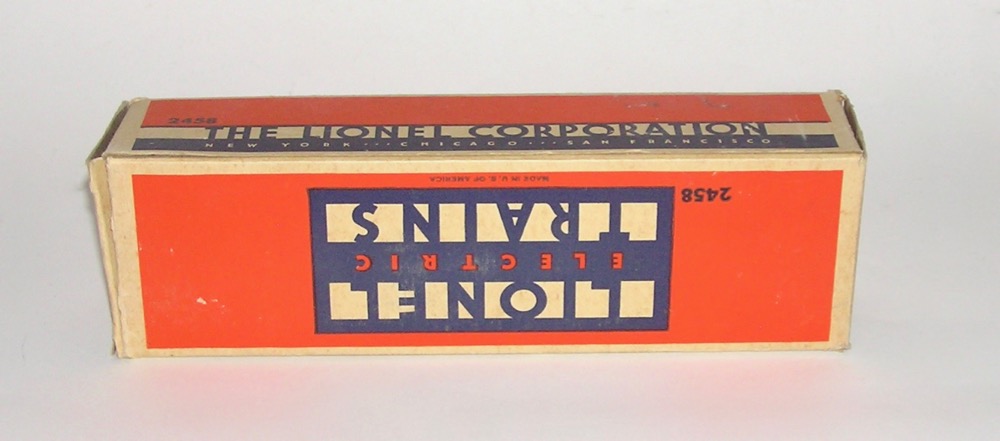 2458
THE LIONEL CORPORATION
NEW YORK ··· CHICAGO ··· SAN FRANCISCO
LIONEL
ELECTRIC
TRAINS
2458
MADE IN U. S. OF AMERICA